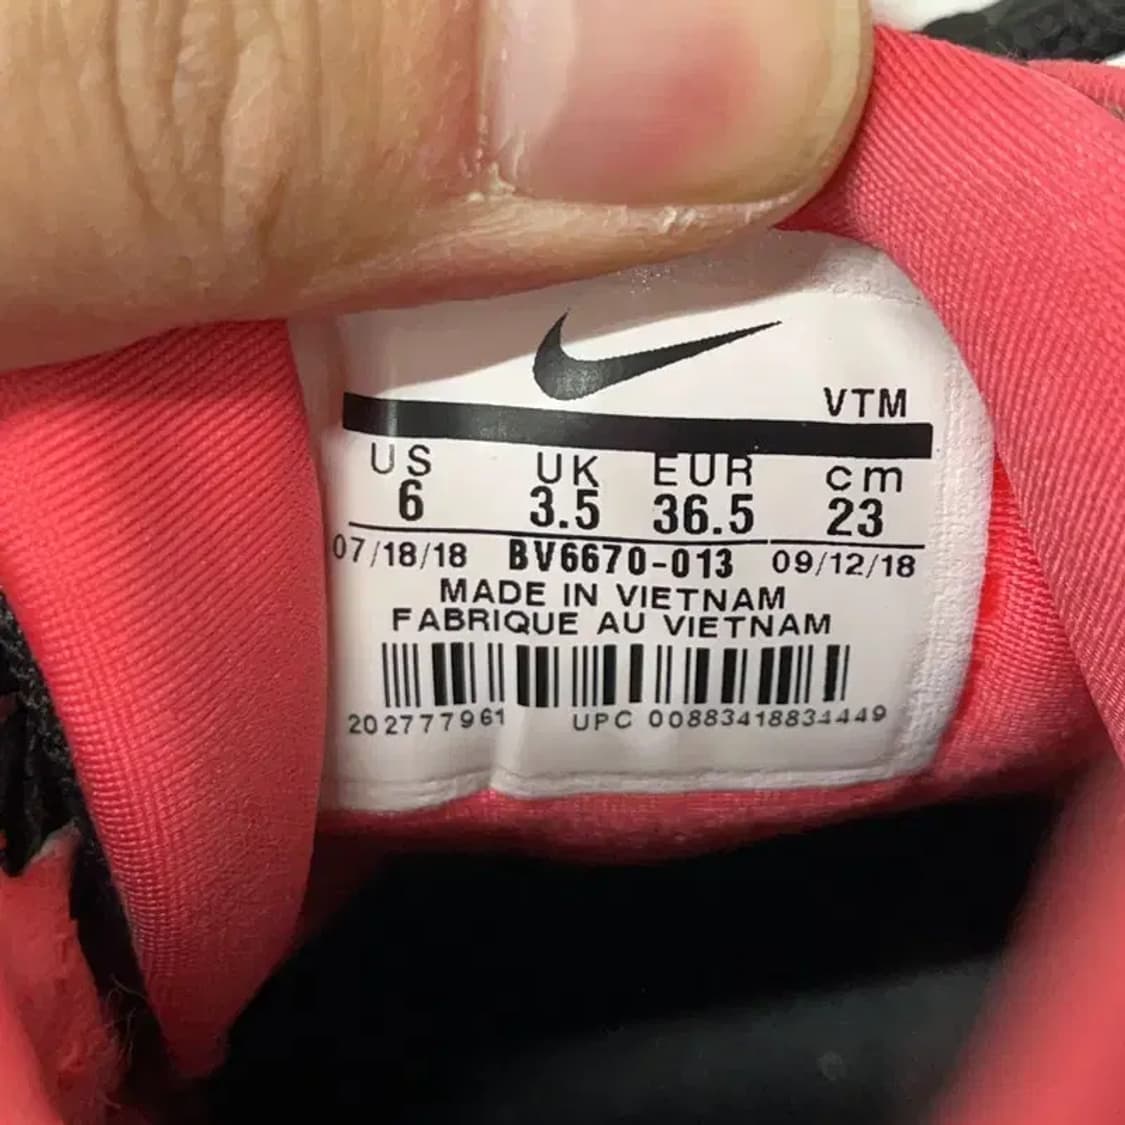 VTM
US UK EUR cm
6 3.5 36.5 23
07/18/18 BV6670-013 09/12/18
MADE IN VIETNAM
FABRIQUE AU VIETNAM
202777961 UPC 00883418834449